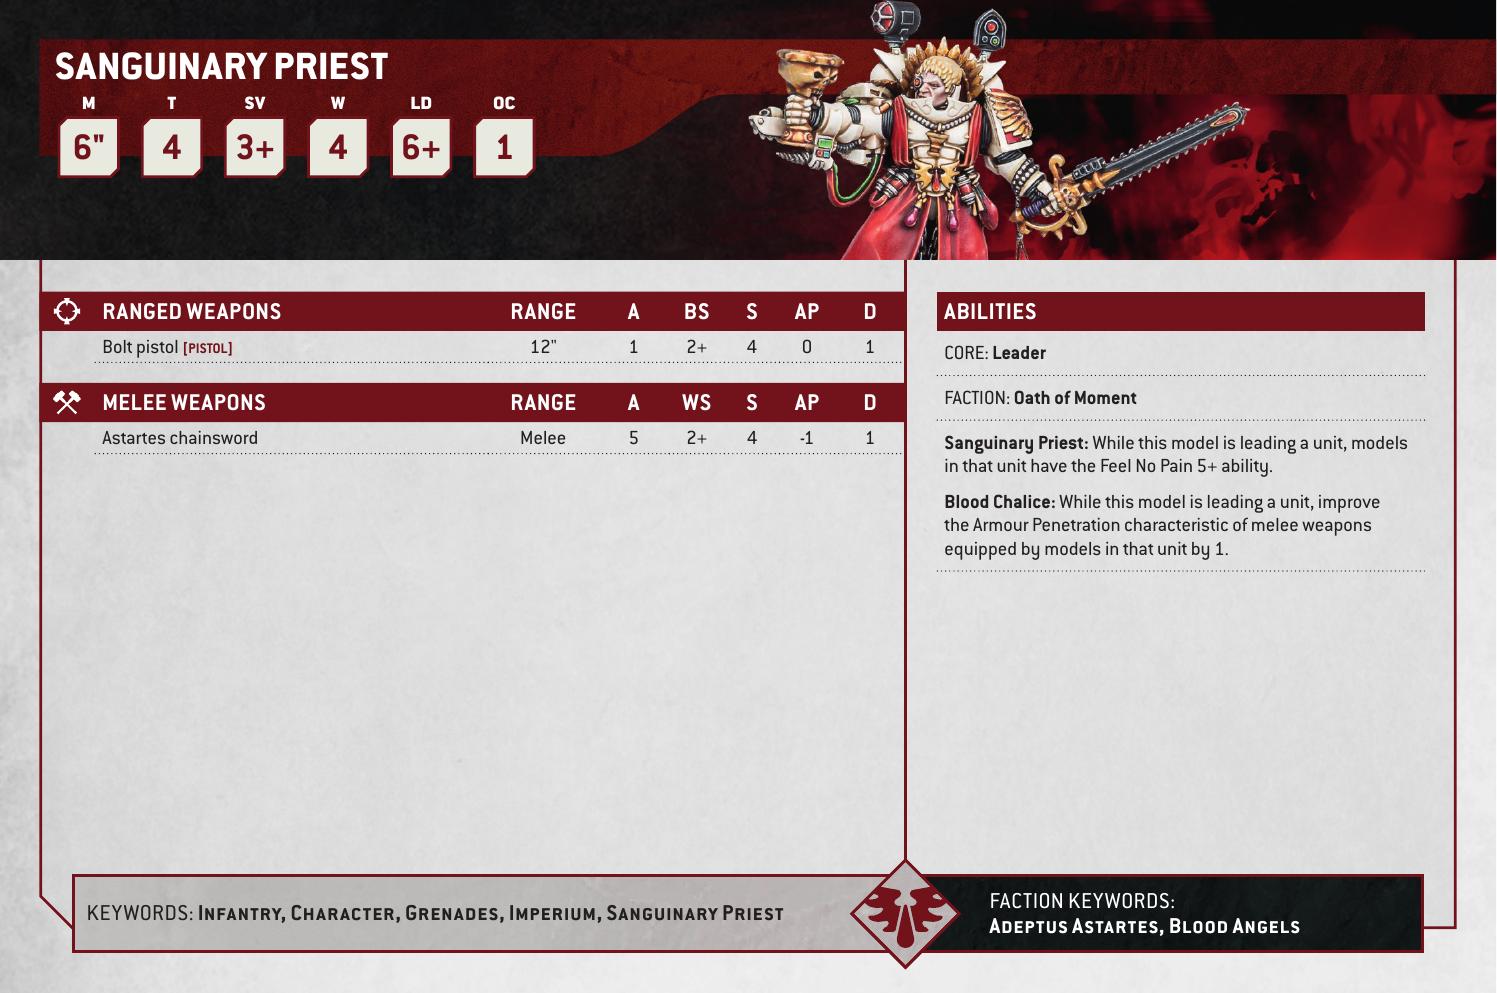 SANGUINARY PRIEST
M T SV W LD OC
6" 4 3+ 4 6+ 1
RANGED WEAPONS RANGE A BS S AP D
Bolt pistol [PISTOL] 12" 1 2+ 4 0 1
MELEE WEAPONS RANGE A WS S AP D
Astartes chainsword Melee 5 2+ 4 -1 1
ABILITIES
CORE: Leader
FACTION: Oath of Moment
Sanguinary Priest: While this model is leading a unit, models
in that unit have the Feel No Pain 5+ ability.
Blood Chalice: While this model is leading a unit, improve
the Armour Penetration characteristic of melee weapons
equipped by models in that unit by 1.
KEYWORDS: INFANTRY, CHARACTER, GRENADES, IMPERIUM, SANGUINARY PRIEST
FACTION KEYWORDS:
ADEPTUS ASTARTES, BLOOD ANGELS